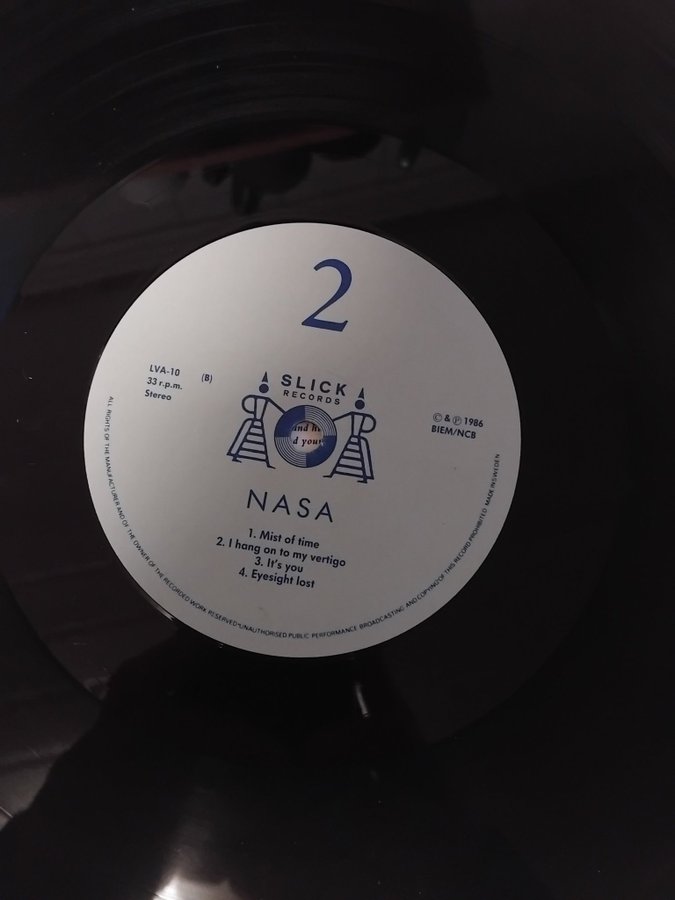 2
LVA-10 (B)
33 r.p.m.
Stereo
SLICK
RECORDS
© & ℗ 1986
BIEM/NCB
d your
NASA
1. Mist of time
2. I hang on to my vertigo
3. It's you
4. Eyesight lost
ALL RIGHTS OF THE MANUFACTURER AND OF THE OWNER OF THE RECORDED WORK RESERVED·UNAUTHORISED PUBLIC PERFORMANCE BROADCASTING AND COPYING OF THIS RECORD PROHIBITED MADE IN SWEDEN